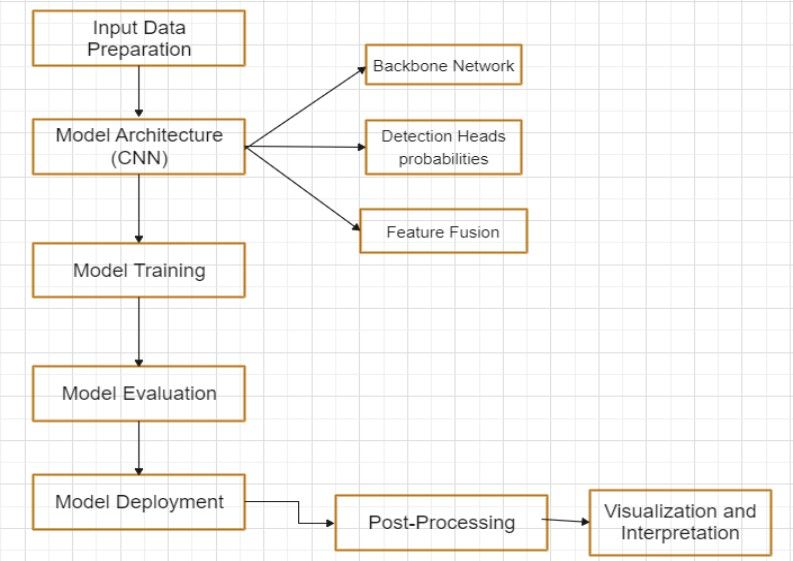 Input Data
Preparation
Backbone Network
Model Architecture
(CNN)
Detection Heads
probabilities
Feature Fusion
Model Training
Model Evaluation
Model Deployment
Post-Processing
Visualization and
Interpretation